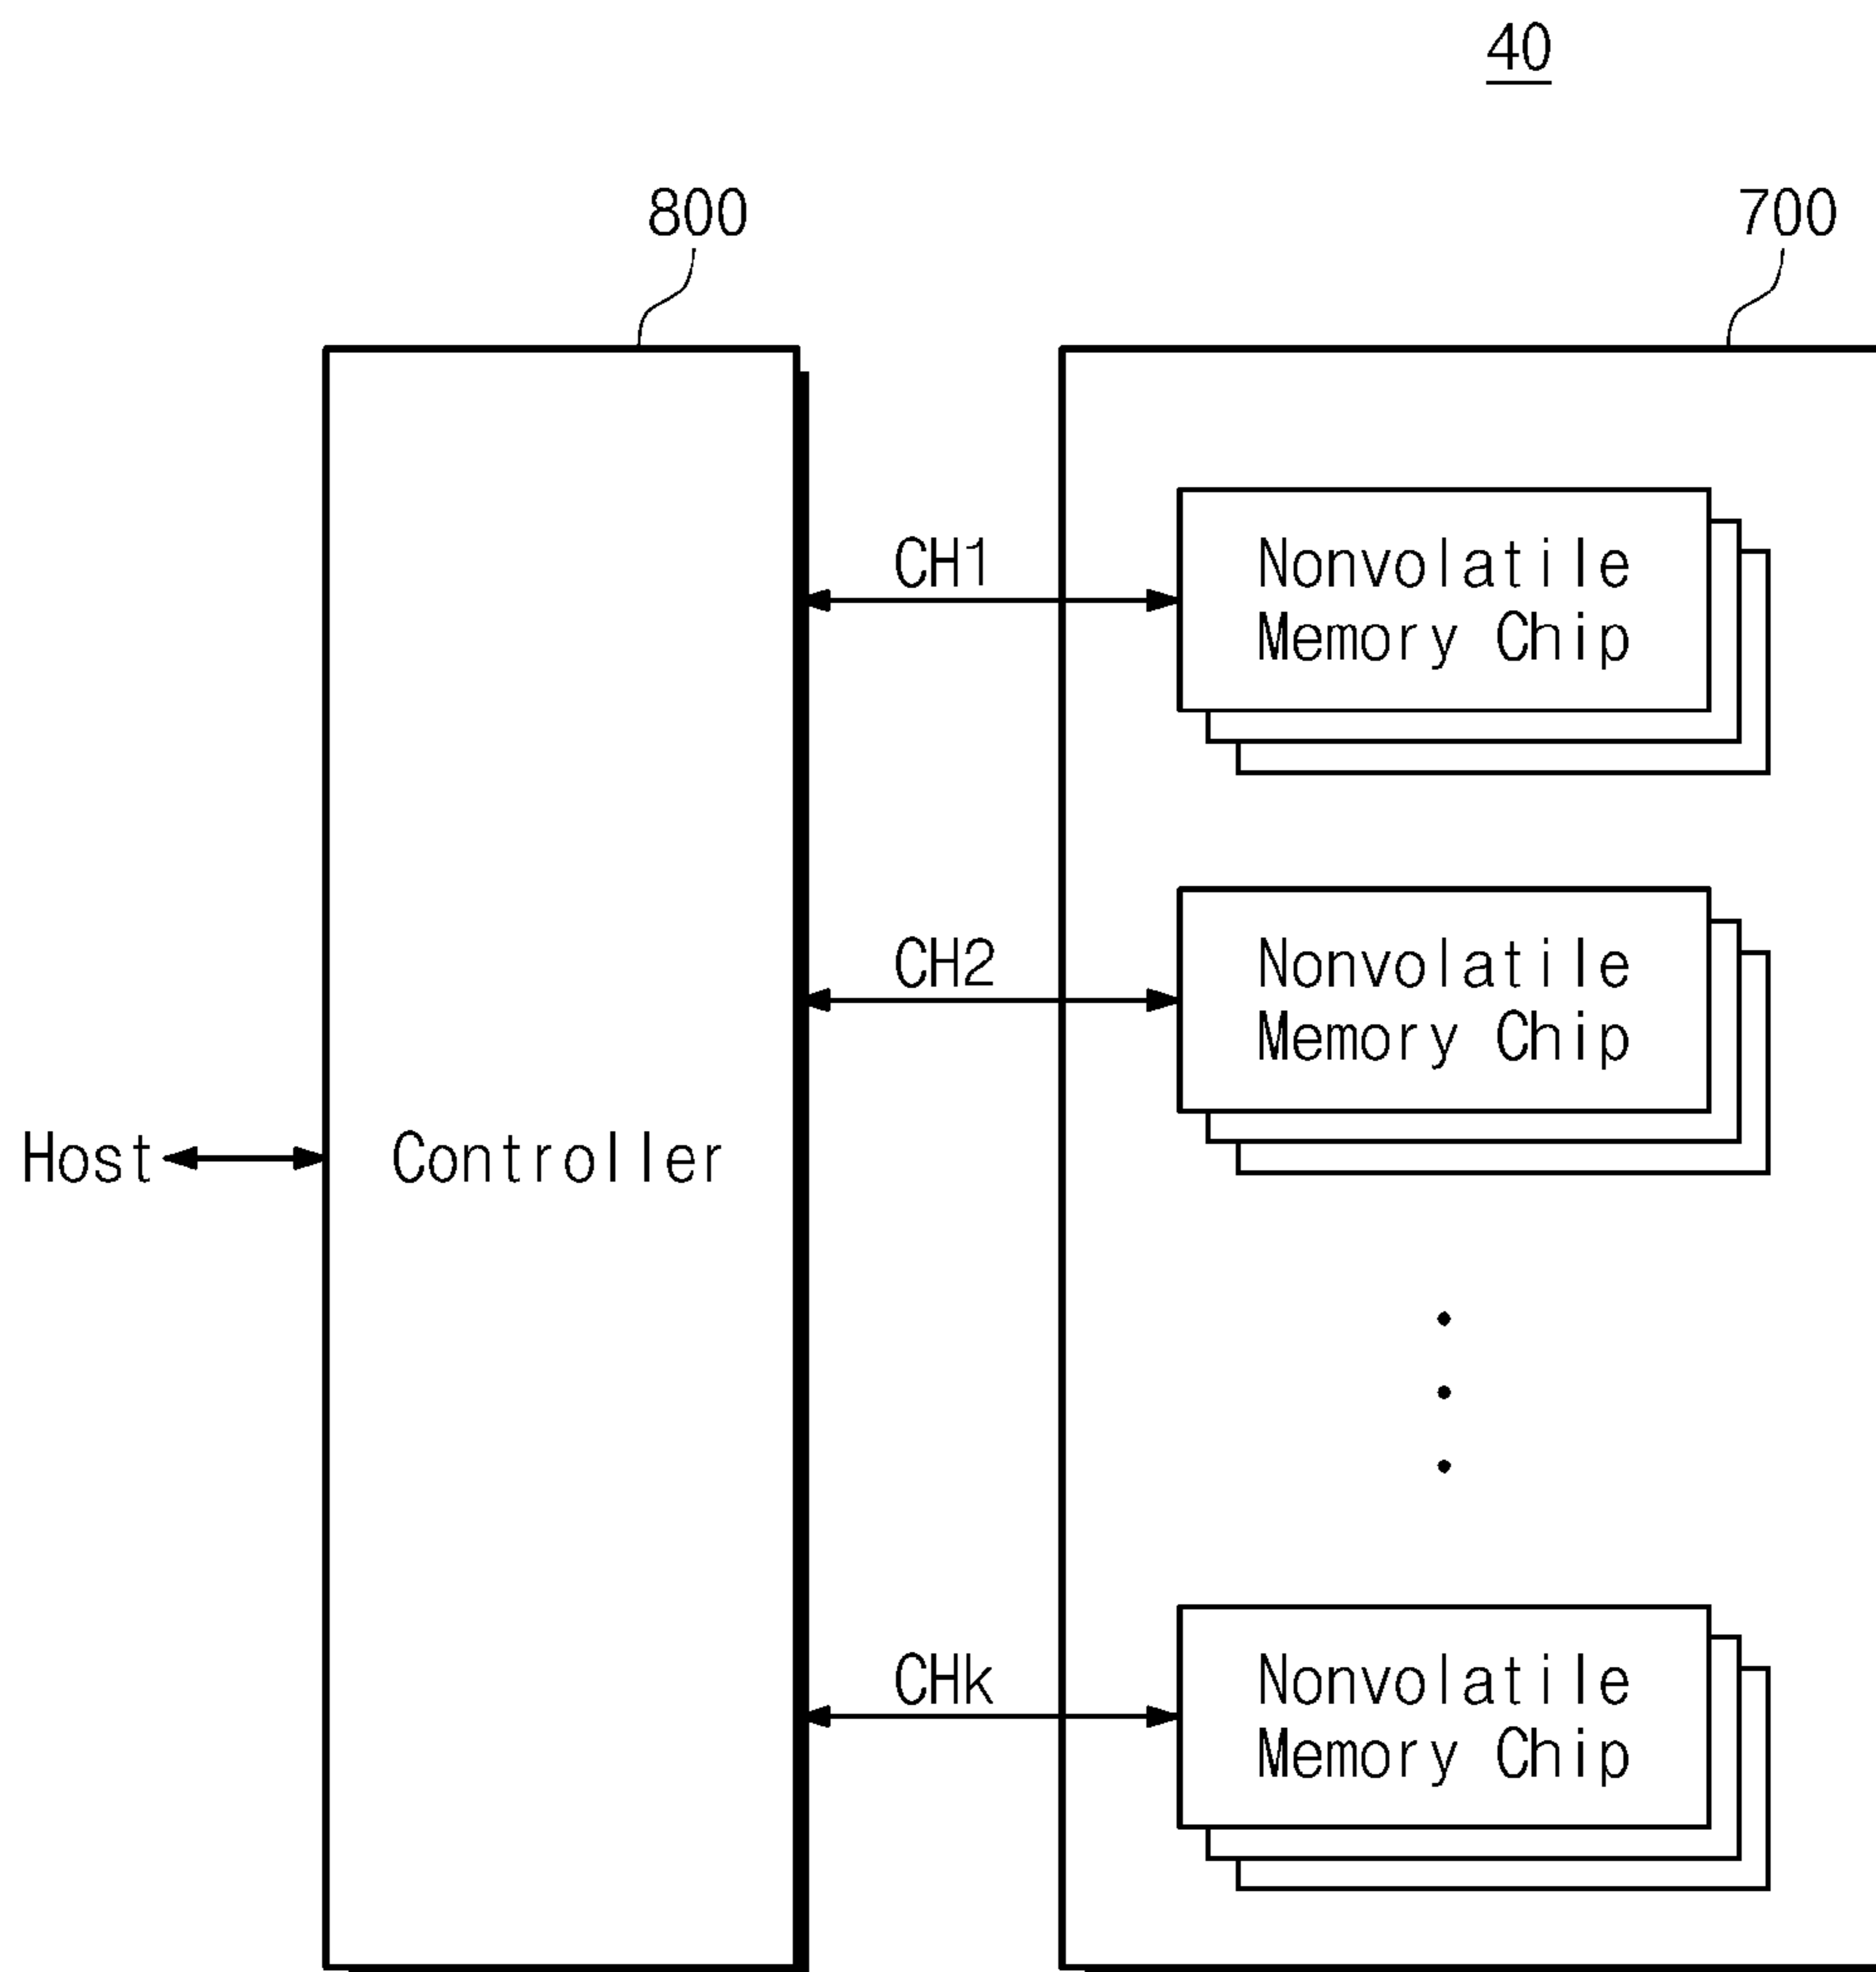 40
800
700
CH1
Nonvolatile
Memory Chip
CH2
Nonvolatile
Memory Chip
Host
Controller
CHk
Nonvolatile
Memory Chip